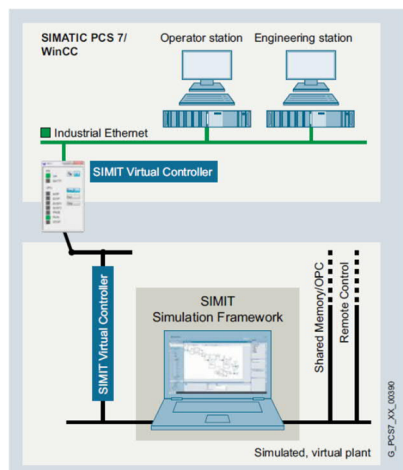 SIMATIC PCS 7/
WinCC
Operator station
Engineering station
Industrial Ethernet
SIMIT Virtual Controller
SIMIT Virtual Controller
SIMIT
Simulation Framework
Shared Memory/OPC
Remote Control
Simulated, virtual plant
G_PCS7_XX_00390